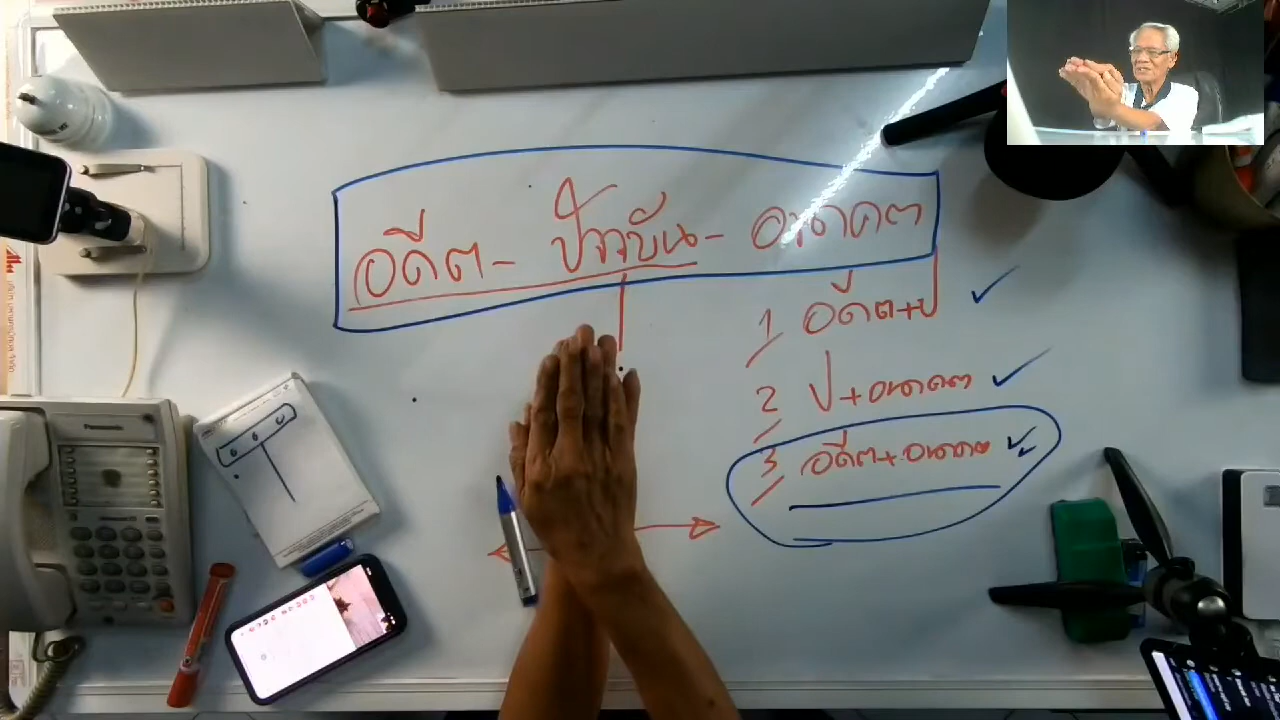 อดีต - ปัจจุบัน - อนาคต
1 อดีต+ป
2 ป+อนาคต
3 อดีต+อนาคต
Panasonic